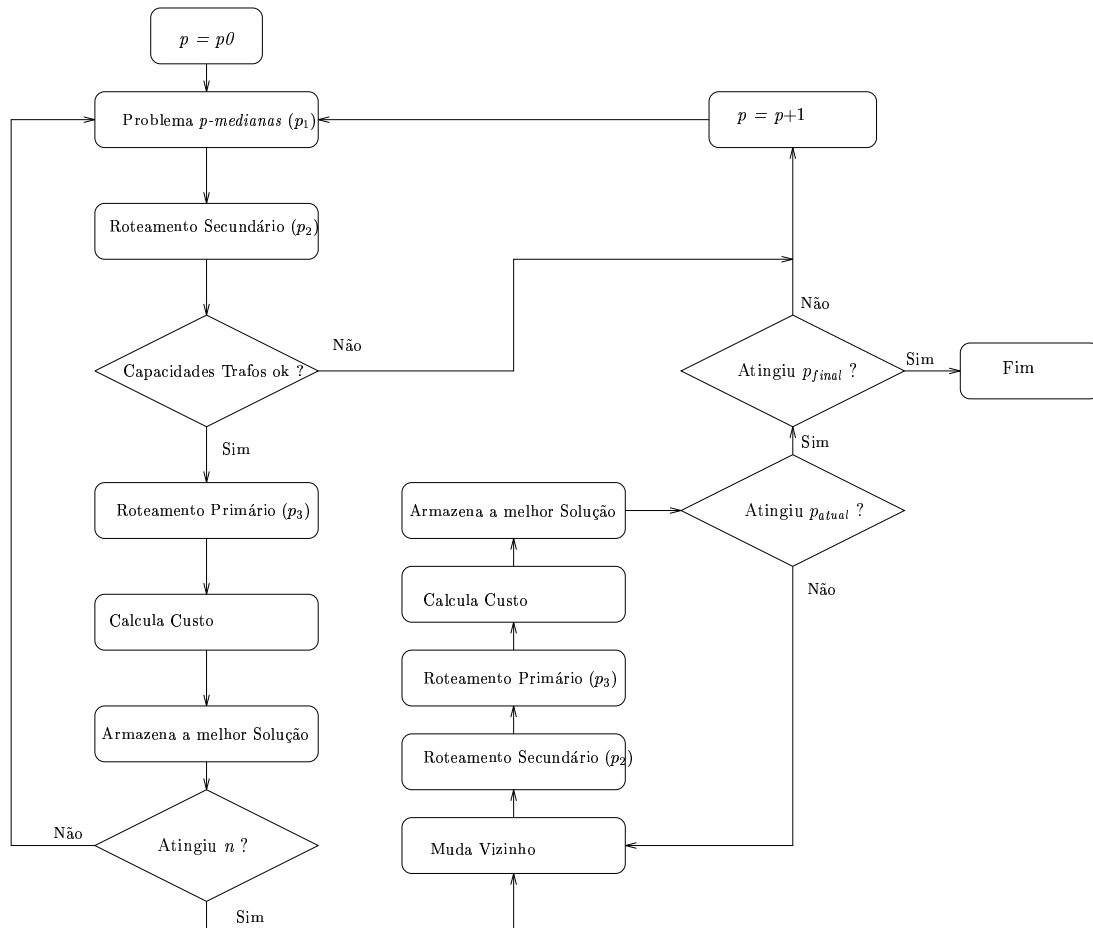 p = p0
Problema p-medianas (p1)
p = p+1
Roteamento Secundário (p2)
Não
Capacidades Trafos ok ?
Sim
Roteamento Primário (p3)
Calcula Custo
Armazena a melhor Solução
Não
Atingiu n ?
Sim
Muda Vizinho
Roteamento Secundário (p2)
Roteamento Primário (p3)
Calcula Custo
Armazena a melhor Solução
Atingiu patual ?
Não
Sim
Atingiu pfinal ?
Não
Sim
Fim